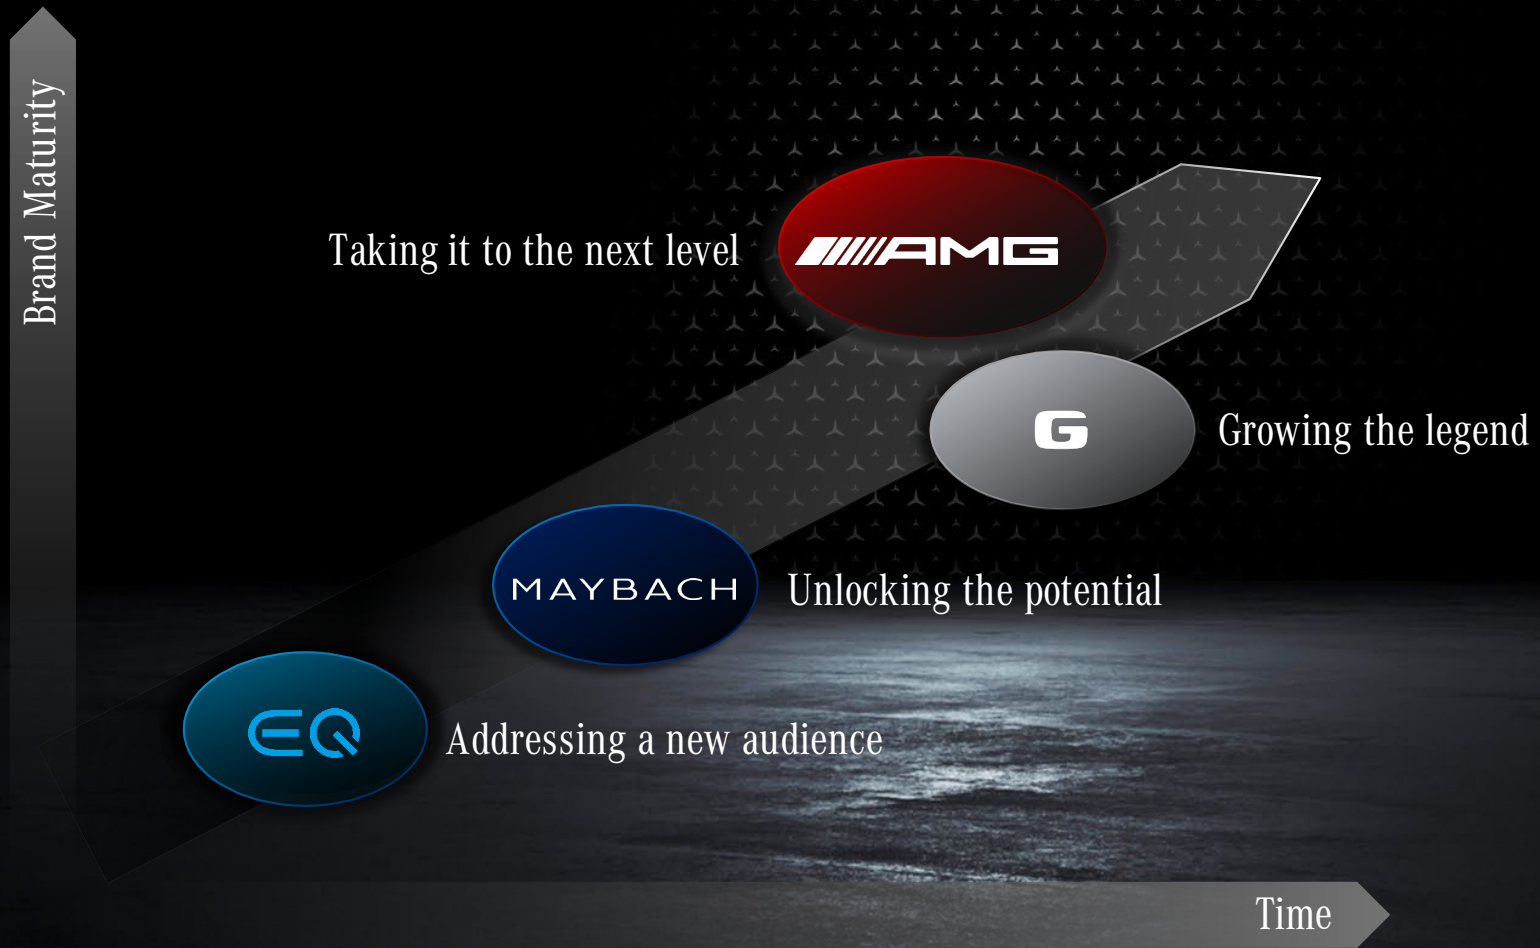 Brand Maturity
Taking it to the next level
AMG
G
Growing the legend
MAYBACH
Unlocking the potential
EQ
Addressing a new audience
Time